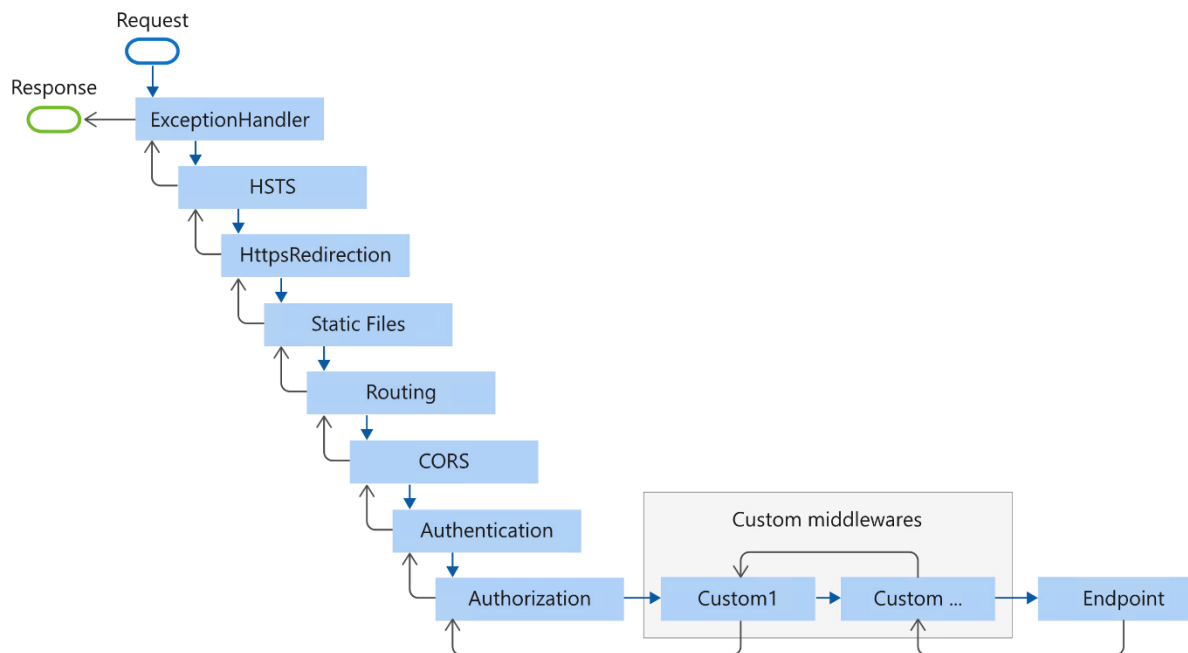 Request
Response
ExceptionHandler
HSTS
HttpsRedirection
Static Files
Routing
CORS
Authentication
Custom middlewares
Authorization
Custom1
Custom ...
Endpoint